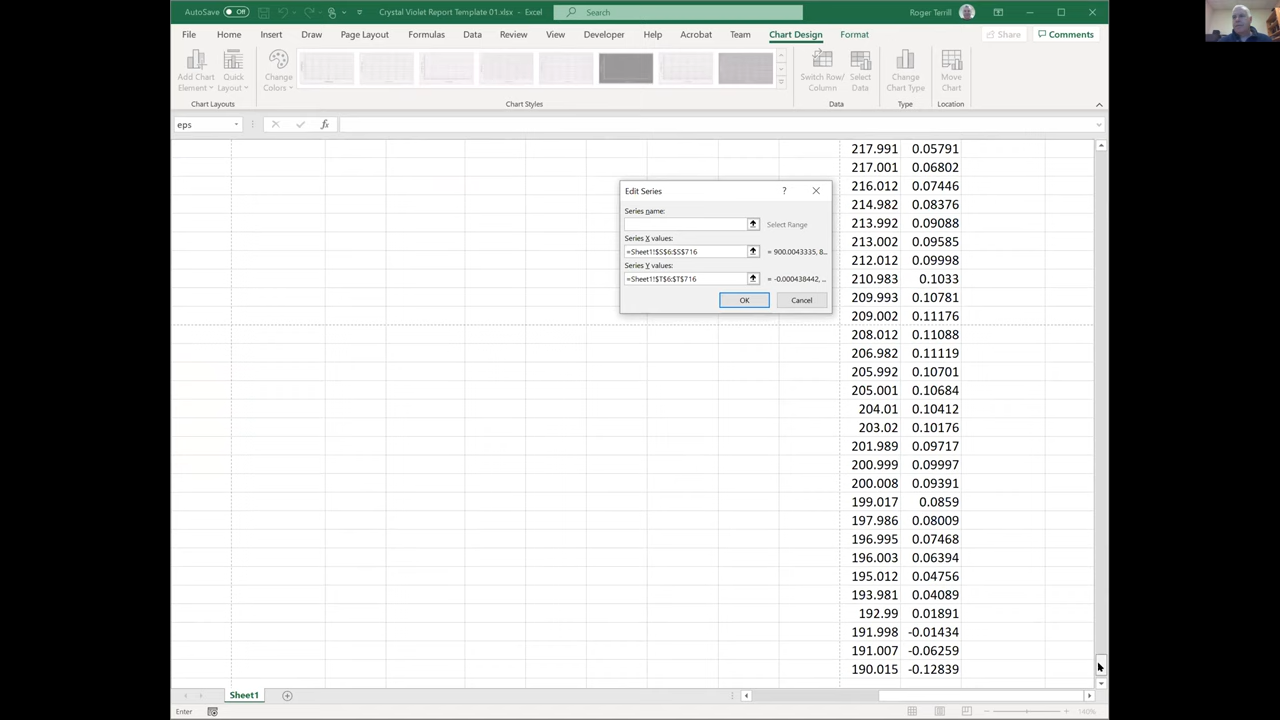 AutoSave Off
Crystal Violet Report Template 01.xlsx - Excel
Search
Roger Terrill
File Home Insert Draw Page Layout Formulas Data Review View Developer Help Acrobat Team Chart Design Format
Share Comments
Add Chart Element
Quick Layout
Change Colors
Switch Row/ Column
Select Data
Change Chart Type
Move Chart
Chart Layouts
Chart Styles
Data
Type
Location
eps
fx
217.991 0.05791
217.001 0.06802
216.012 0.07446
214.982 0.08376
213.992 0.09088
213.002 0.09585
212.012 0.09998
210.983 0.1033
209.993 0.10781
209.002 0.11176
208.012 0.11088
206.982 0.11119
205.992 0.10701
205.001 0.10684
204.01 0.10412
203.02 0.10176
201.989 0.09717
200.999 0.09997
200.008 0.09391
199.017 0.0859
197.986 0.08009
196.995 0.07468
196.003 0.06394
195.012 0.04756
193.981 0.04089
192.99 0.01891
191.998 -0.01434
191.007 -0.06259
190.015 -0.12839
Edit Series ?
Series name:
Select Range
Series X values:
=Sheet1!$S$6:$S$716 = 900.0043335, 8...
Series Y values:
=Sheet1!$T$6:$T$716 = -0.000438442, ...
OK Cancel
Sheet1
Enter
140%